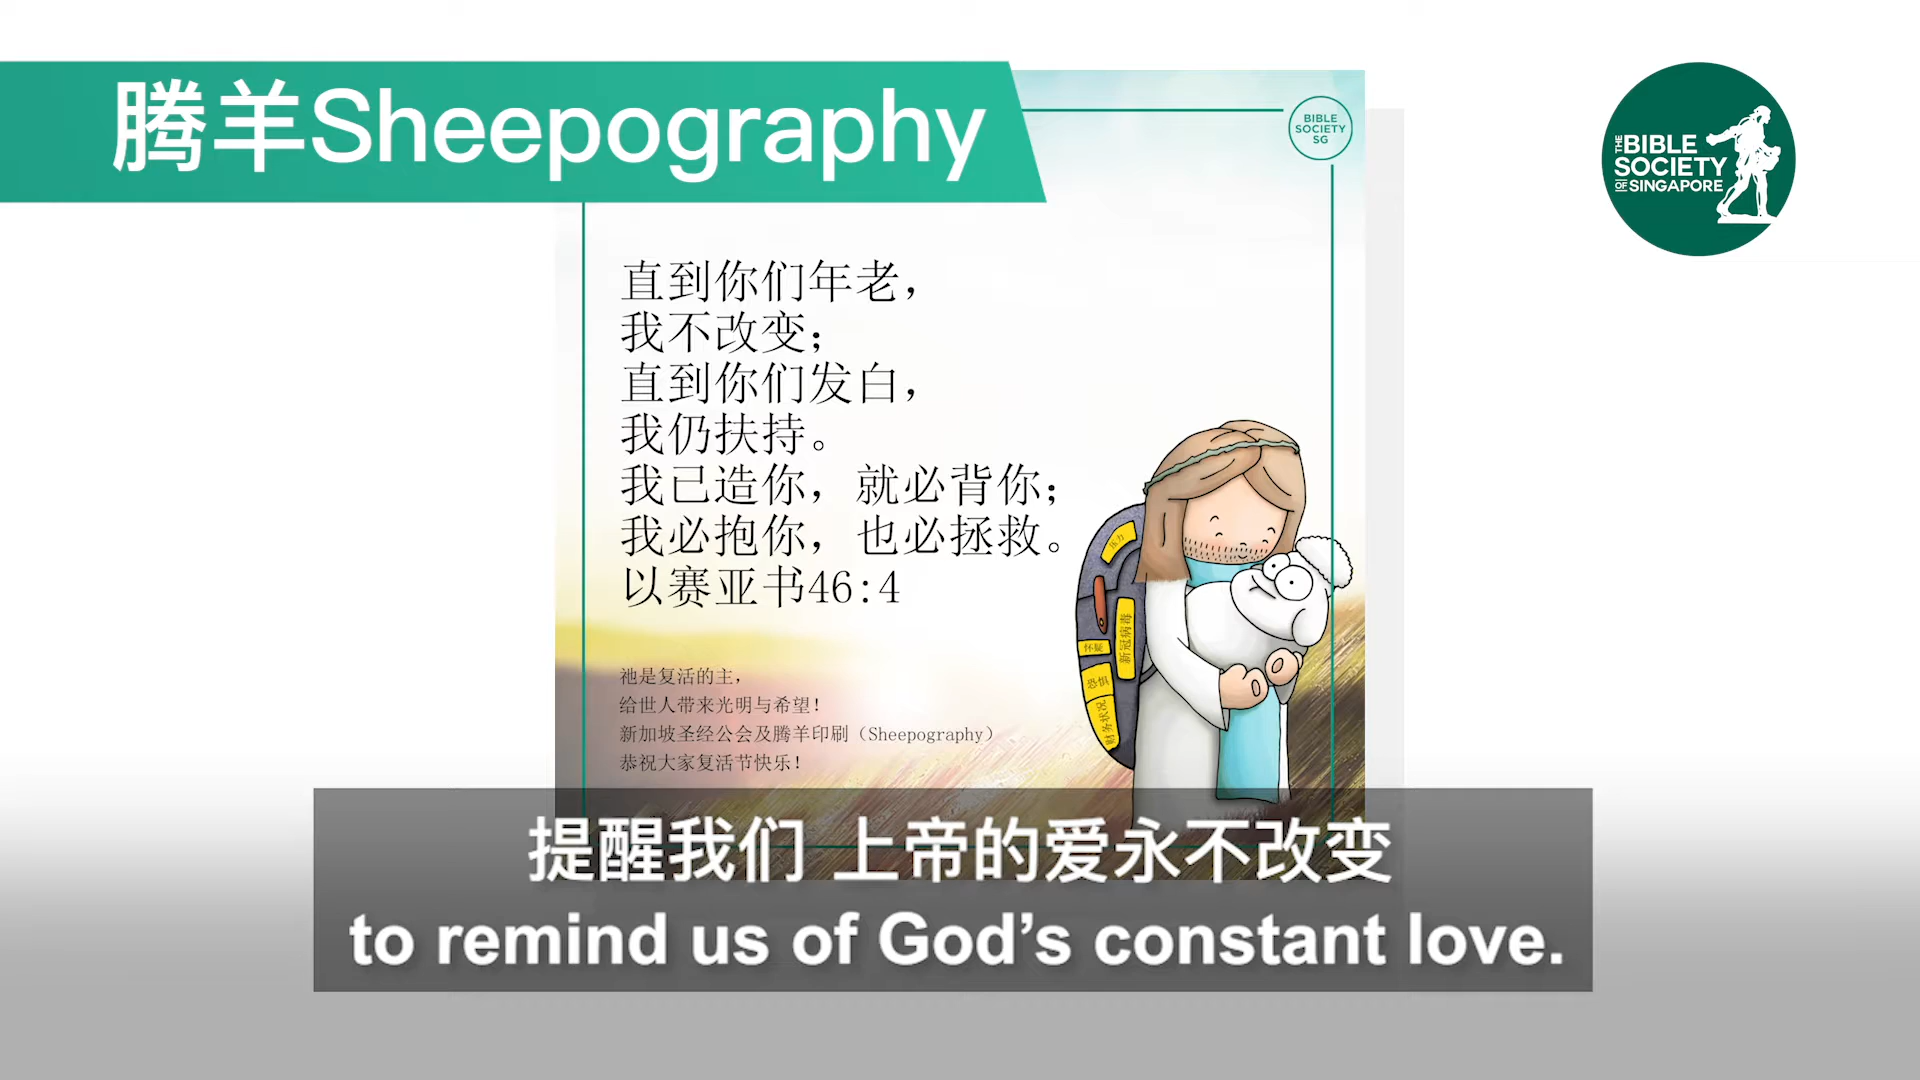 腾羊Sheepography
BIBLE
SOCIETY
SG
THE
BIBLE
SOCIETY
OF
SINGAPORE
直到你们年老，
我不改变；
直到你们发白，
我仍扶持。
我已造你，就必背你；
我必抱你，也必拯救。
以赛亚书46:4
压力
新冠病毒
怀疑
恐惧
财务状况
祂是复活的主，
给世人带来光明与希望！
新加坡圣经公会及腾羊印刷（Sheepography）
恭祝大家复活节快乐！
提醒我们 上帝的爱永不改变
to remind us of God’s constant love.